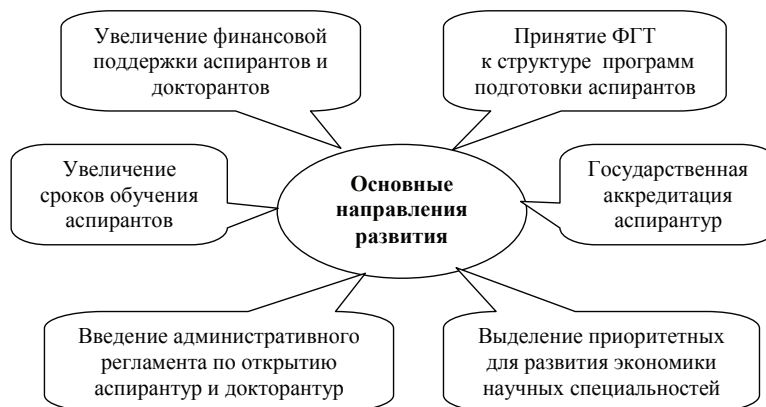 Увеличение финансовой
поддержки аспирантов и
докторантов
Принятие ФГТ
к структуре программ
подготовки аспирантов
Увеличение
сроков обучения
аспирантов
Основные
направления
развития
Государственная
аккредитация
аспирантур
Введение административного
регламента по открытию
аспирантур и докторантур
Выделение приоритетных
для развития экономики
научных специальностей